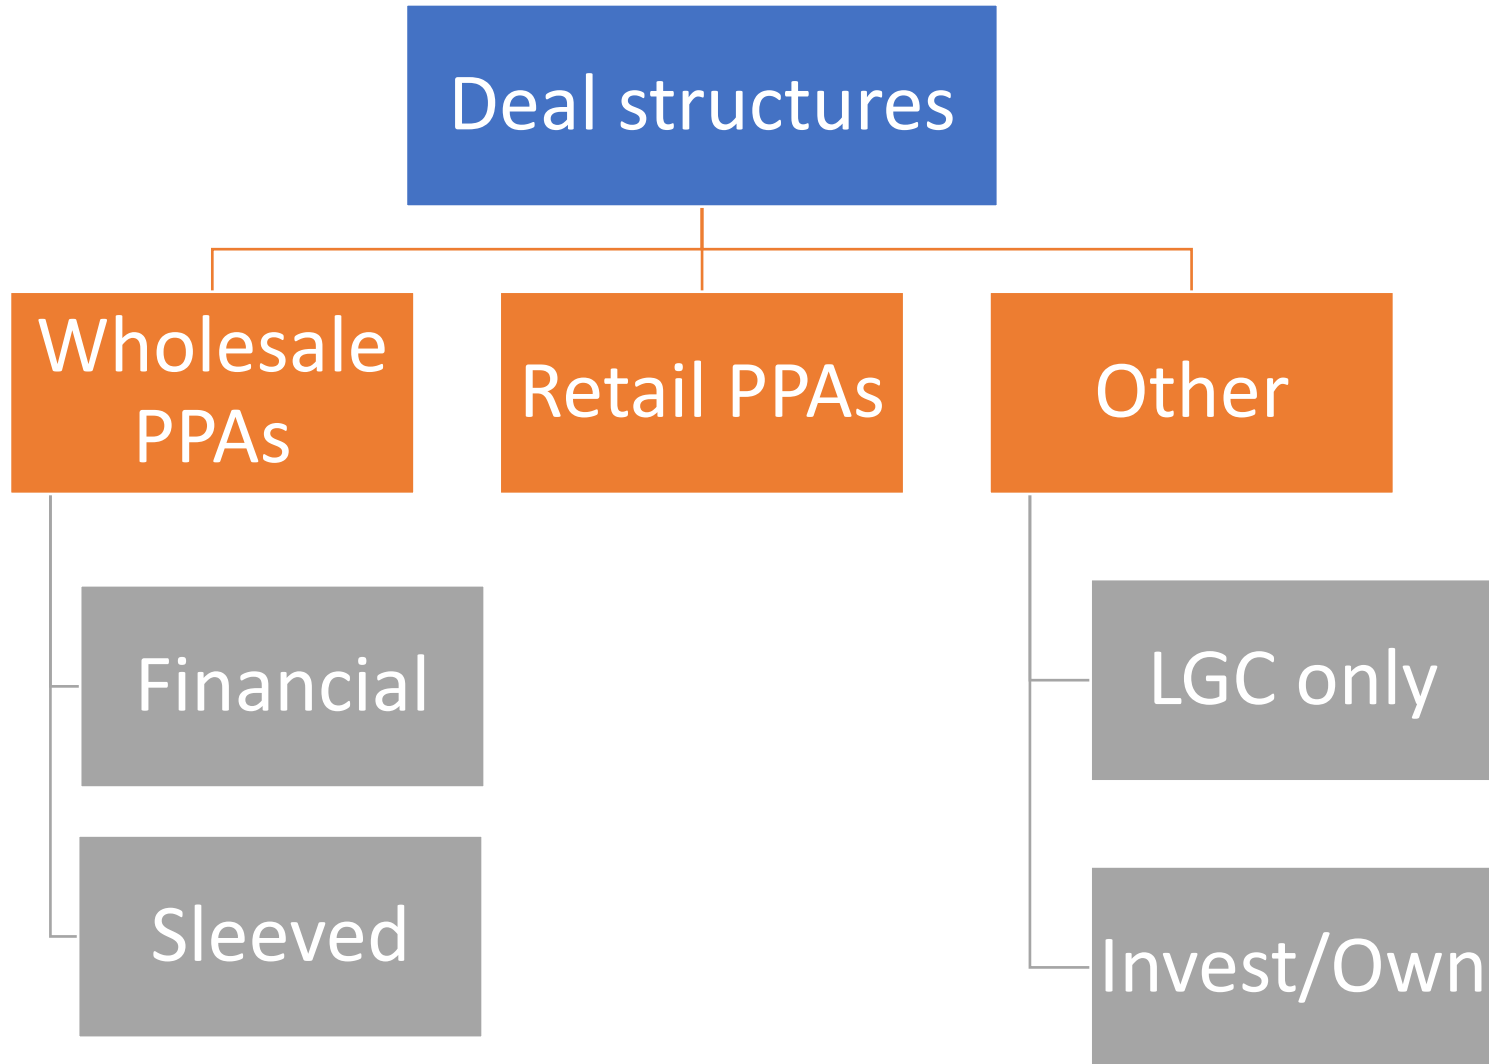 Deal structures
Wholesale
PPAs
Retail PPAs
Other
Financial
Sleeved
LGC only
Invest/Own